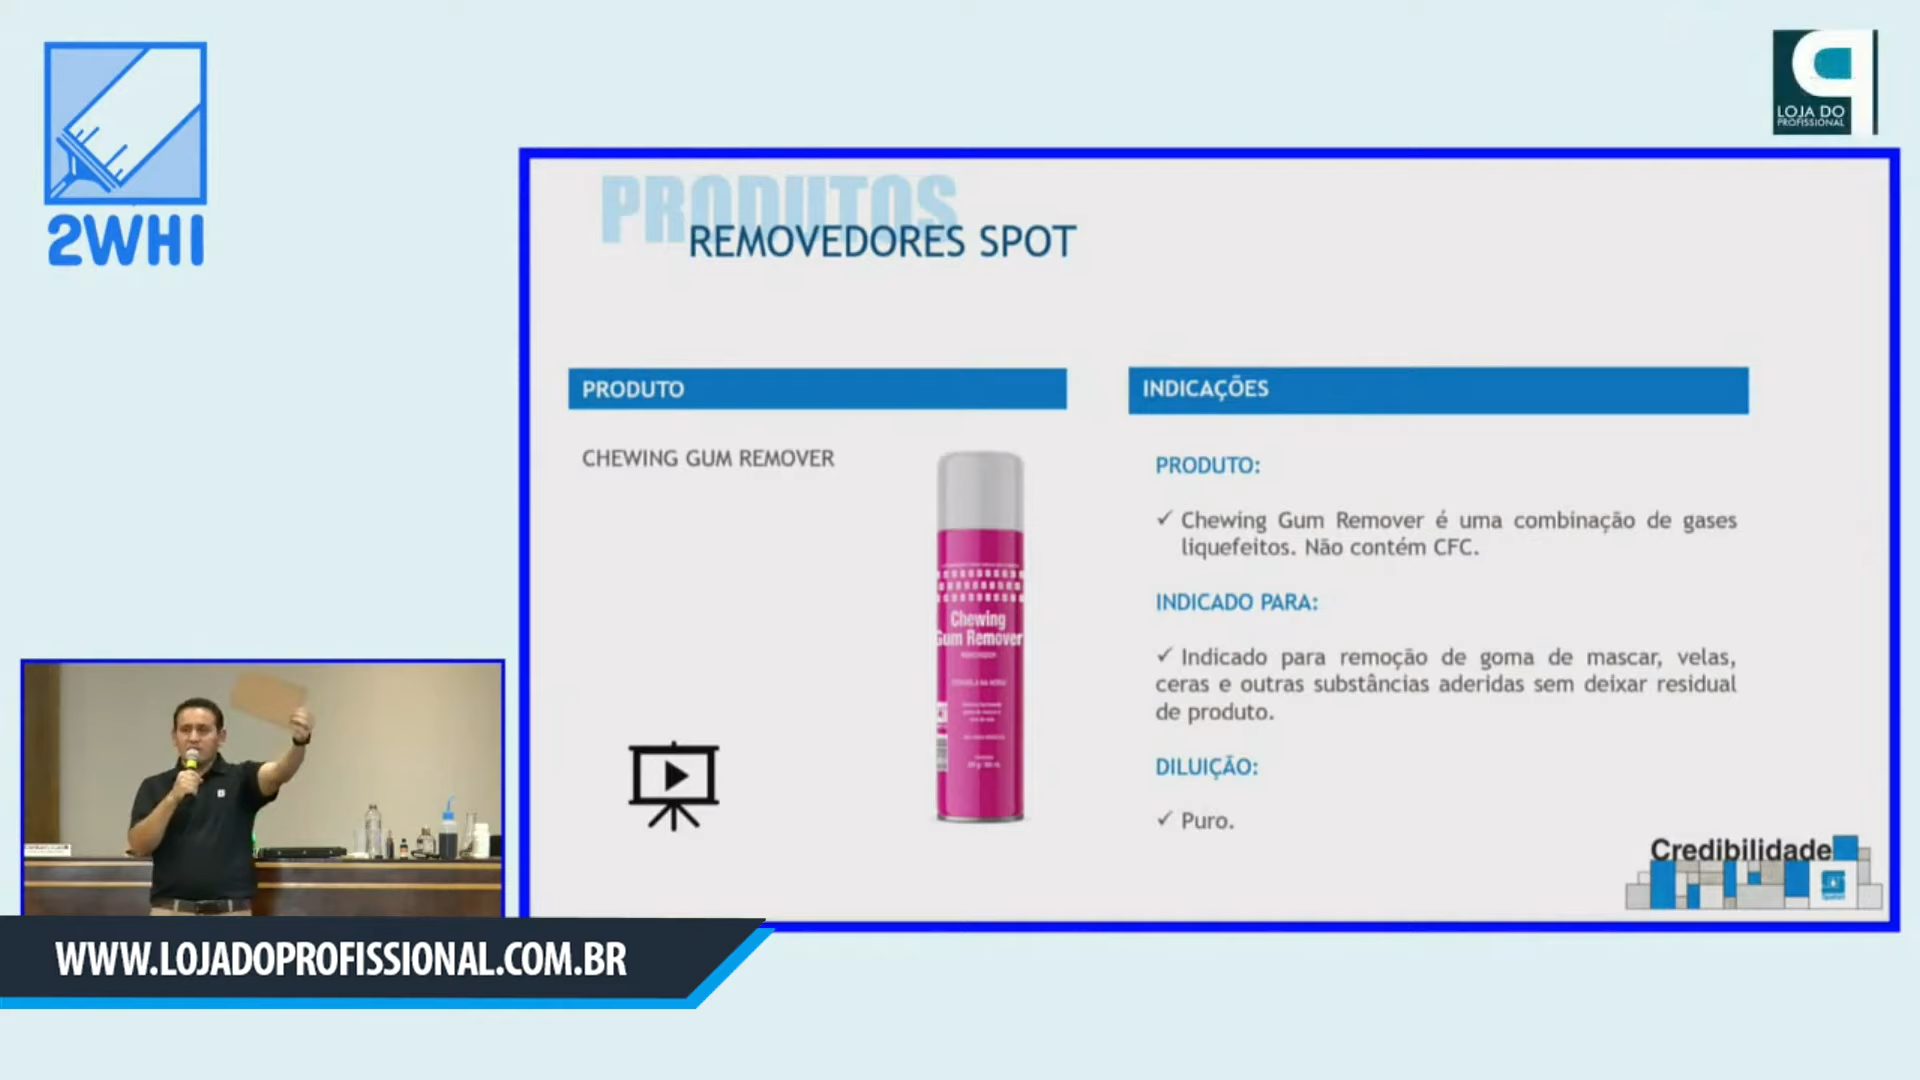 2WHI
LOJA DO
PROFISSIONAL
PRODUTOS
REMOVEDORES SPOT
PRODUTO
CHEWING GUM REMOVER
Chewing
Gum Remover
INDICAÇÕES
PRODUTO:
✓ Chewing Gum Remover é uma combinação de gases
liquefeitos. Não contém CFC.
INDICADO PARA:
✓ Indicado para remoção de goma de mascar, velas,
ceras e outras substâncias aderidas sem deixar residual
de produto.
DILUIÇÃO:
✓ Puro.
Credibilidade
WWW.LOJADOPROFISSIONAL.COM.BR